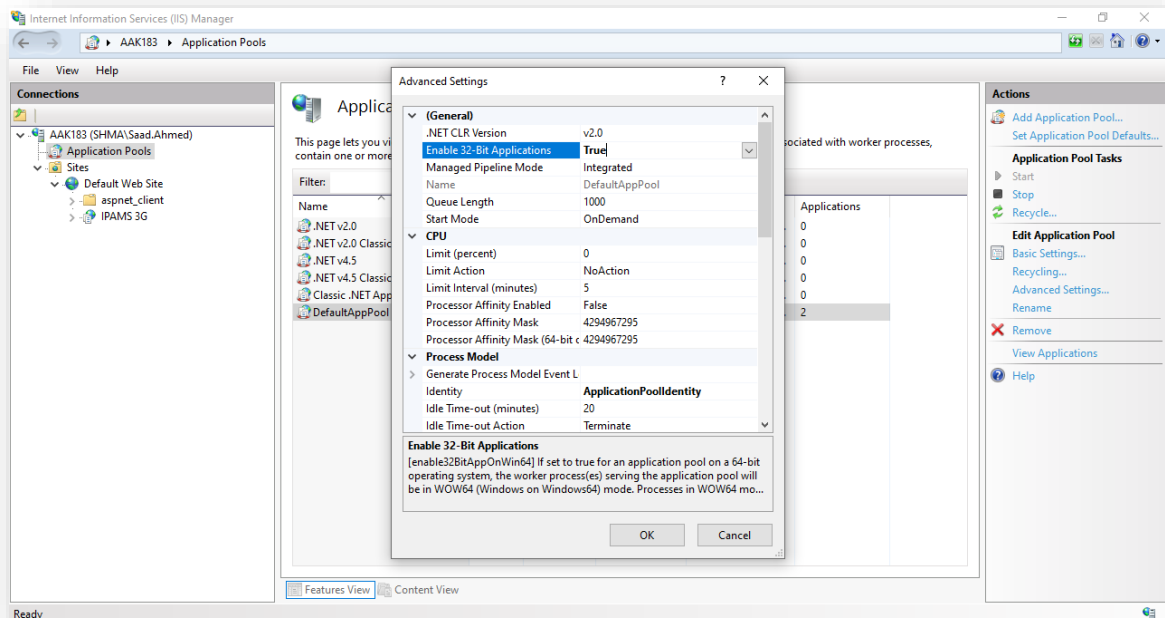 Internet Information Services (IIS) Manager
AAK183 Application Pools
File View Help
Connections
AAK183 (SHMA\Saad.Ahmed)
Application Pools
Sites
Default Web Site
aspnet_client
IPAMS 3G
Applica
This page lets you vi
sociated with worker processes,
contain one or more
Filter:
Name Applications
.NET v2.0 0
.NET v2.0 Classic 0
.NET v4.5 0
.NET v4.5 Classic 0
Classic .NET App 0
DefaultAppPool 2
Features View Content View
Advanced Settings ?
(General)
.NET CLR Version v2.0
Enable 32-Bit Applications True
Managed Pipeline Mode Integrated
Name DefaultAppPool
Queue Length 1000
Start Mode OnDemand
CPU
Limit (percent) 0
Limit Action NoAction
Limit Interval (minutes) 5
Processor Affinity Enabled False
Processor Affinity Mask 4294967295
Processor Affinity Mask (64-bit c 4294967295
Process Model
Generate Process Model Event L
Identity ApplicationPoolIdentity
Idle Time-out (minutes) 20
Idle Time-out Action Terminate
Enable 32-Bit Applications
[enable32BitAppOnWin64] If set to true for an application pool on a 64-bit
operating system, the worker process(es) serving the application pool will
be in WOW64 (Windows on Windows64) mode. Processes in WOW64 mo...
OK Cancel
Actions
Add Application Pool...
Set Application Pool Defaults...
Application Pool Tasks
Start
Stop
Recycle...
Edit Application Pool
Basic Settings...
Recycling...
Advanced Settings...
Rename
Remove
View Applications
Help
Ready